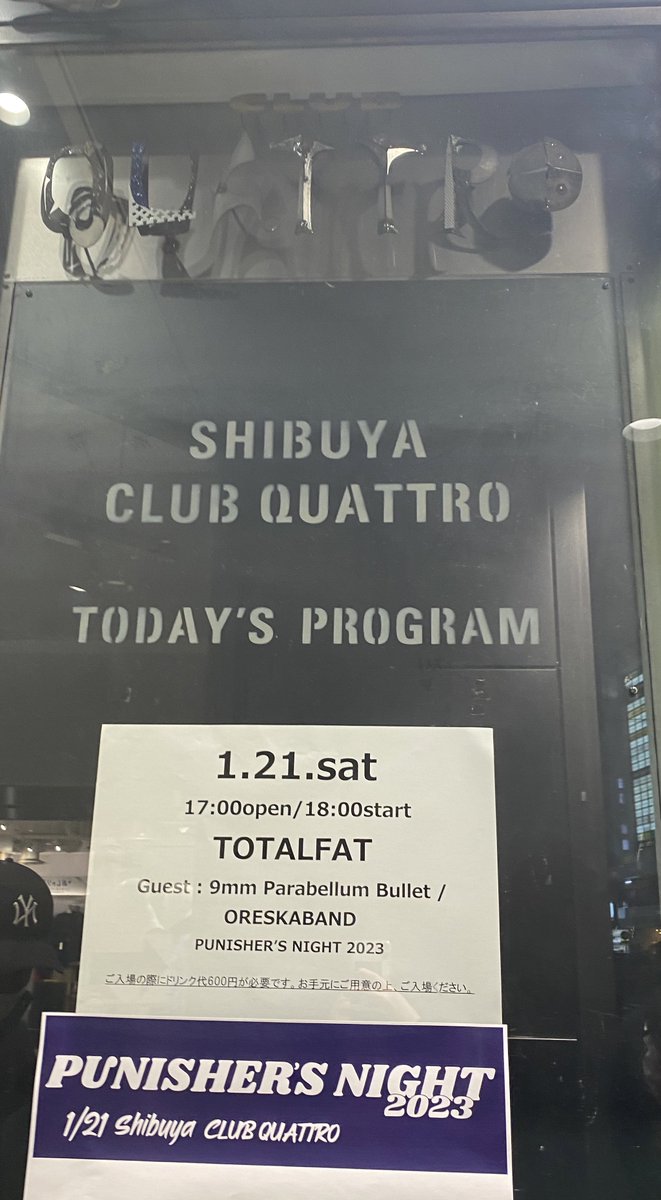 CLUB
QUATTRO
SHIBUYA
CLUB QUATTRO
TODAY'S PROGRAM
1.21.sat
17:00open/18:00start
TOTALFAT
Guest : 9mm Parabellum Bullet /
ORESKABAND
PUNISHER'S NIGHT 2023
ご入場の際にドリンク代600円が必要です。お手元にご用意の上、ご入場ください。
PUNISHER'S NIGHT
2023
1/21 Shibuya CLUB QUATTRO
NY